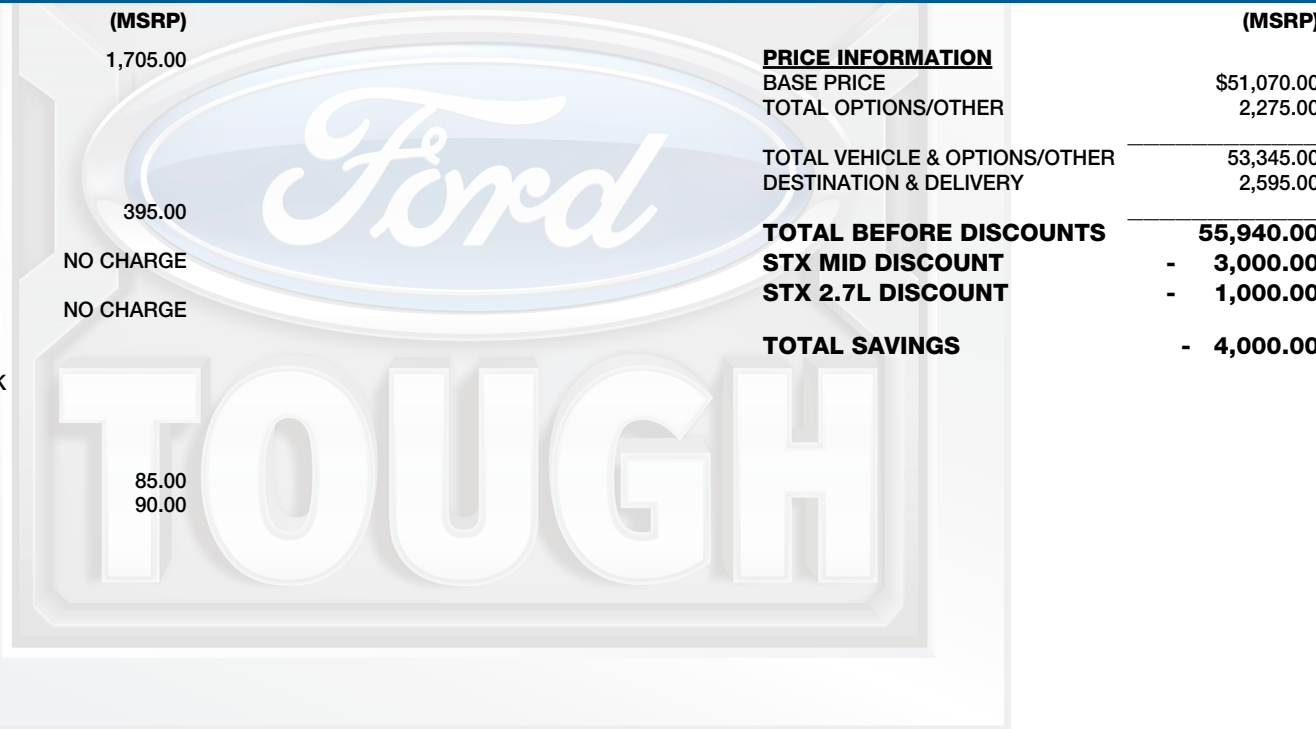 (MSRP)
1,705.00
395.00
NO CHARGE
NO CHARGE
K
85.00
90.00
Ford
TOUGH
(MSRP)
PRICE INFORMATION
BASE PRICE $51,070.00
TOTAL OPTIONS/OTHER 2,275.00
TOTAL VEHICLE & OPTIONS/OTHER 53,345.00
DESTINATION & DELIVERY 2,595.00
TOTAL BEFORE DISCOUNTS 55,940.00
STX MID DISCOUNT - 3,000.00
STX 2.7L DISCOUNT - 1,000.00
TOTAL SAVINGS - 4,000.00